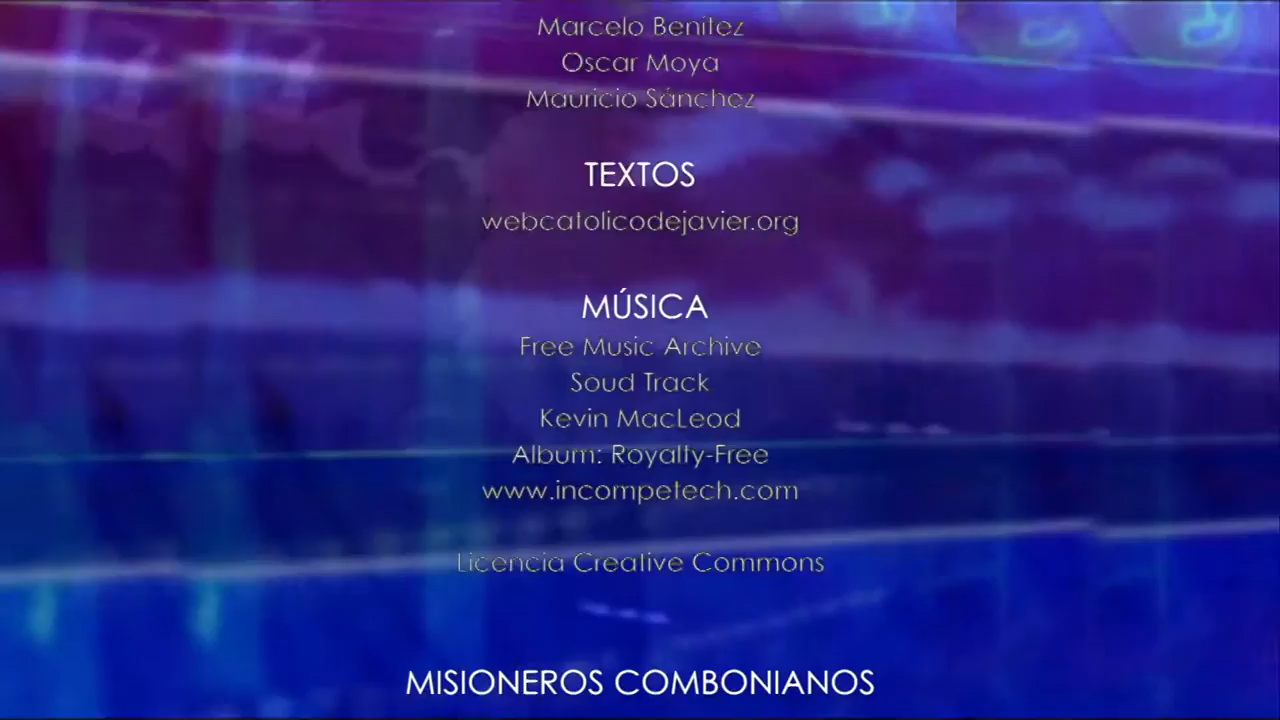 Marcelo Benítez
Oscar Moya
Mauricio Sánchez
TEXTOS
webcatolicodejavier.org
MÚSICA
Free Music Archive
Soud Track
Kevin MacLeod
Album: Royalty-Free
www.incompetech.com
Licencia Creative Commons
MISIONEROS COMBONIANOS